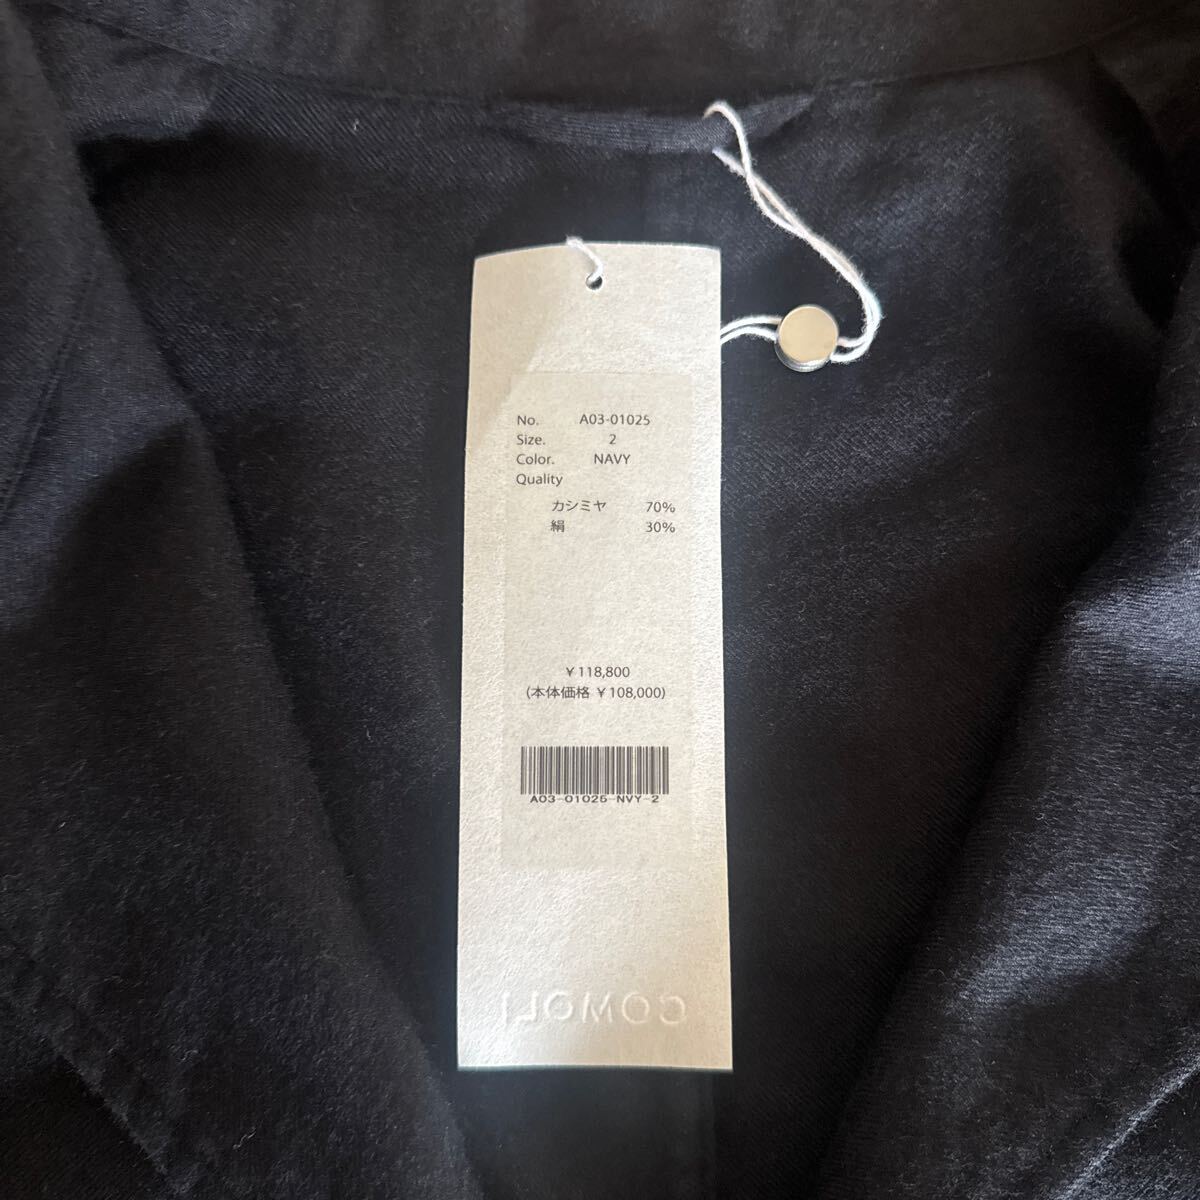 No. A03-01025
Size. 2
Color. NAVY
Quality
カシミヤ 70%
絹 30%
￥118,800
(本体価格 ￥108,000)
A03-01025-NVY-2
COMOLI